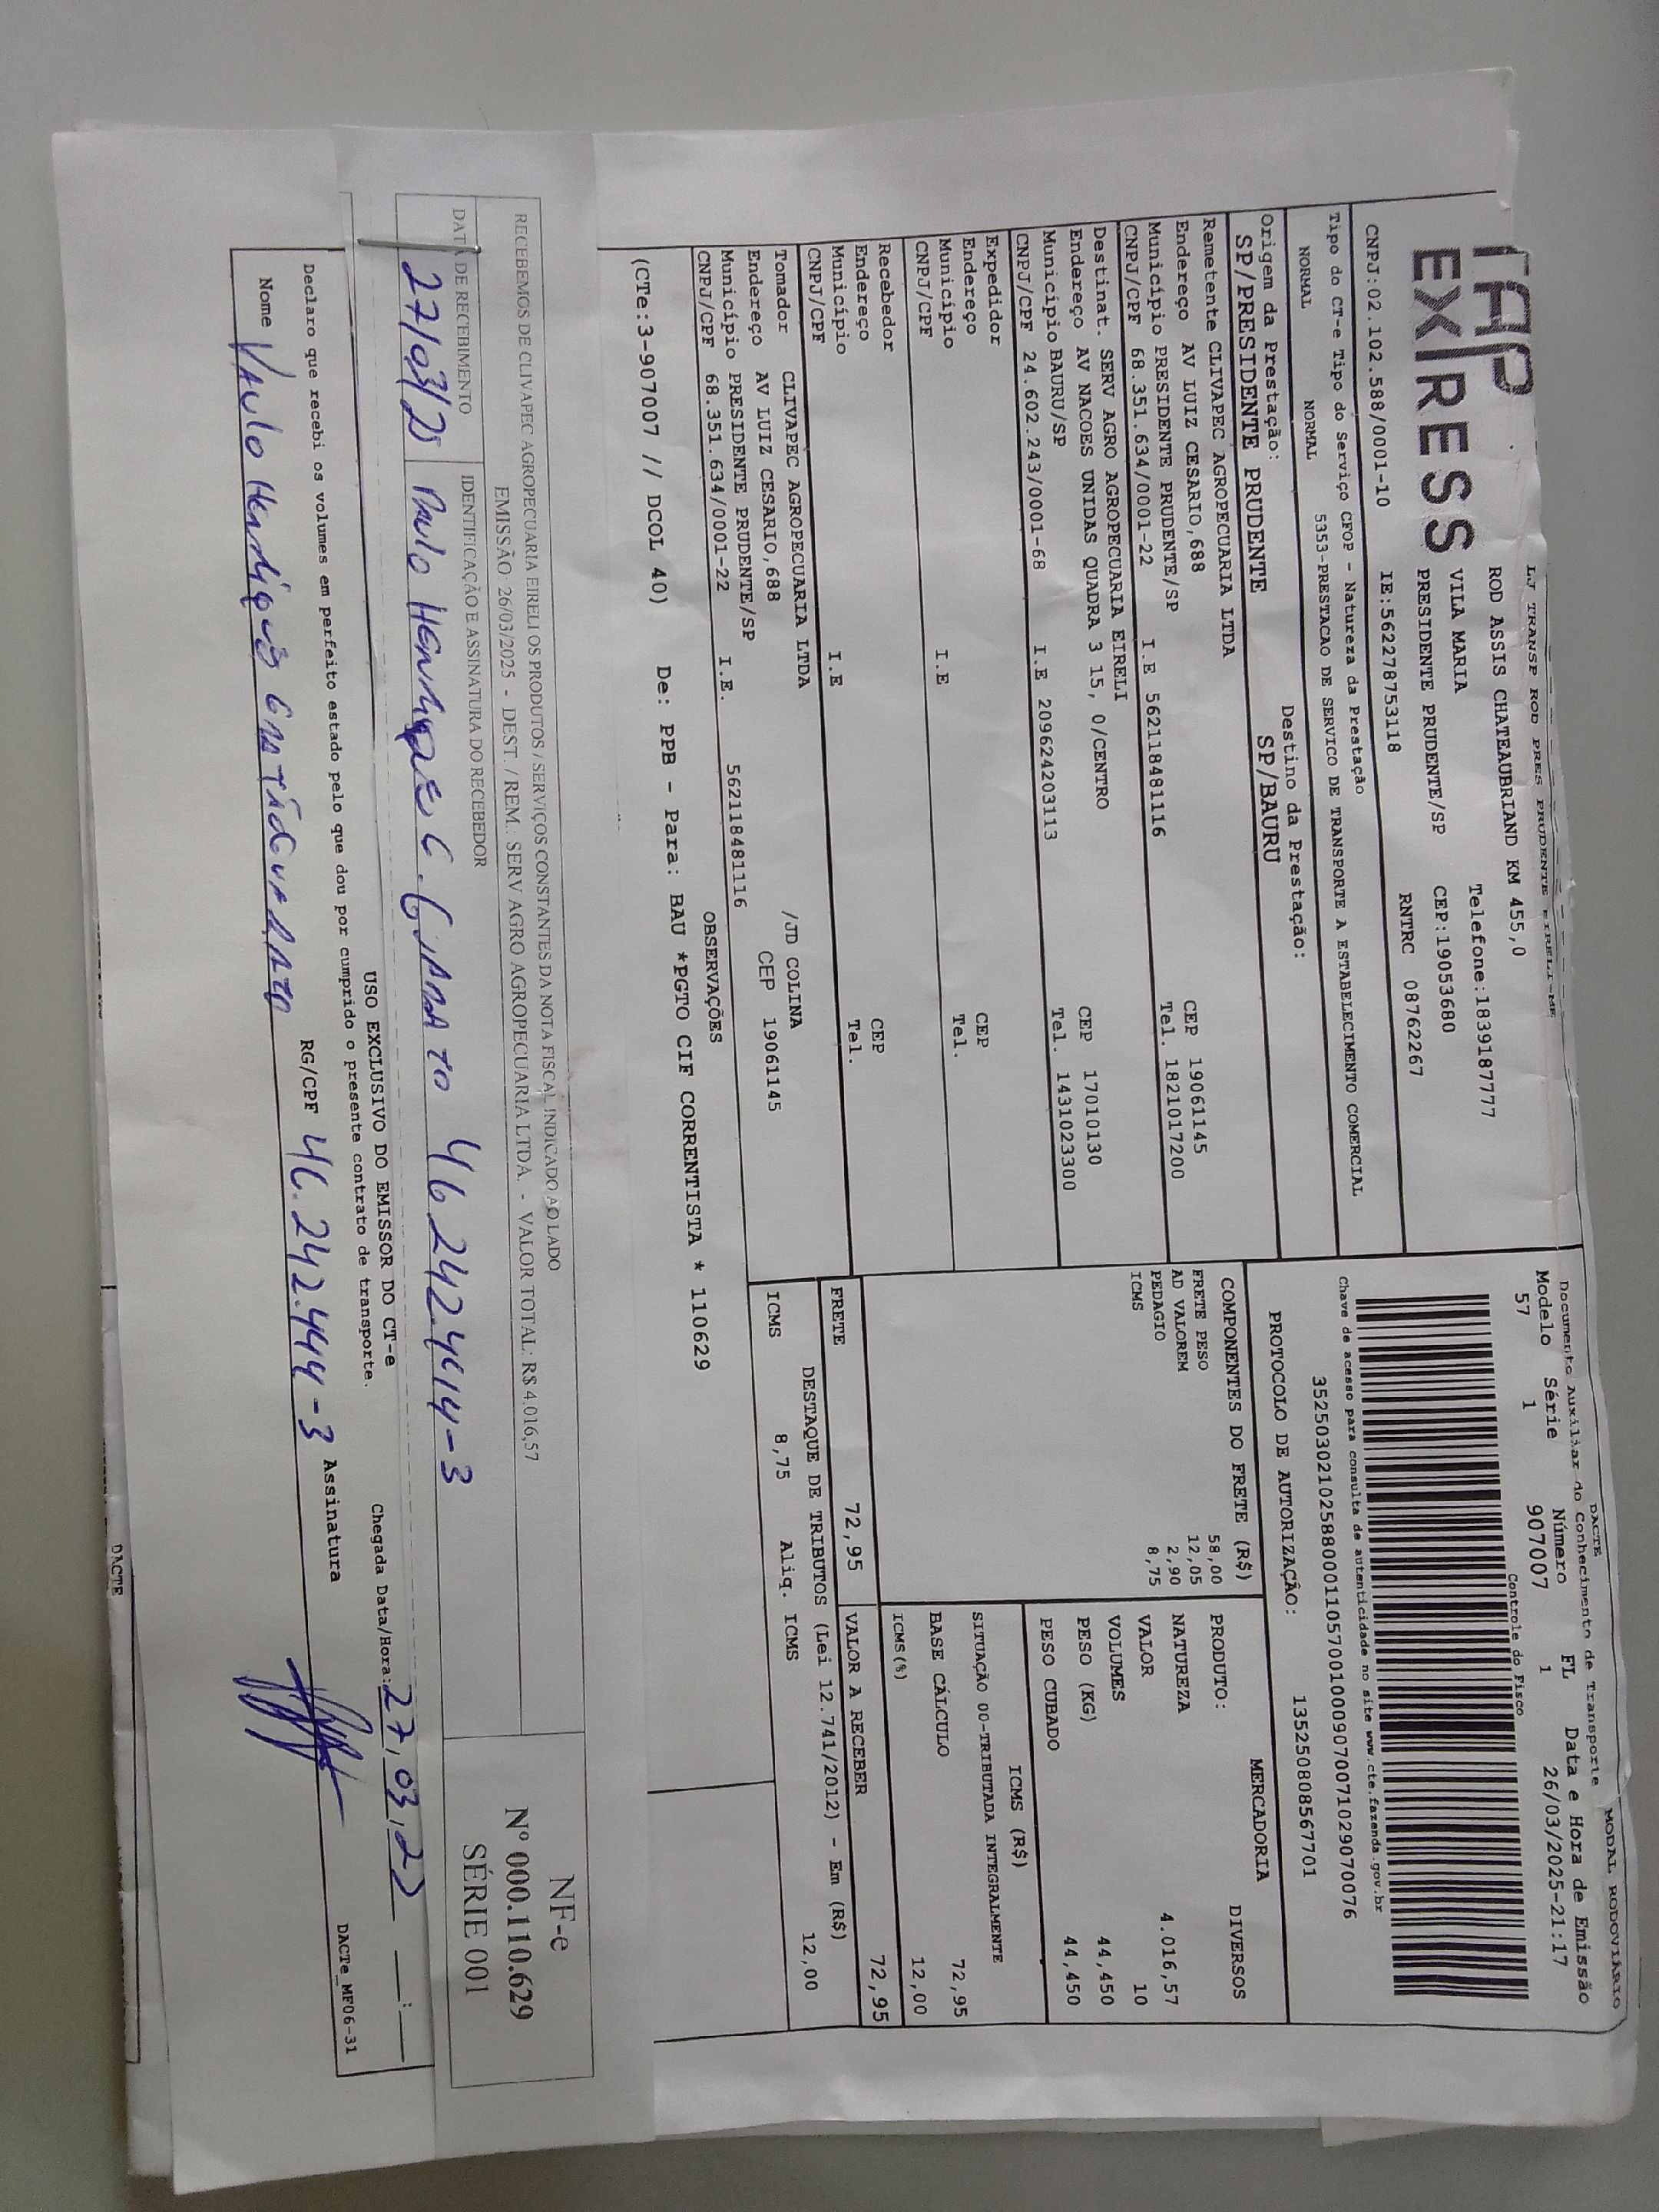 TAP
EXPRESS
LJ TRANSP ROD PRES PRUDENTE EIRELI-ME
ROD ASSIS CHATEAUBRIAND KM 455,0
VILA MARIA
Telefone:1839187777
PRESIDENTE PRUDENTE/SP
CEP:19053680
CNPJ:02.102.588/0001-10
IE:562278753118
RNTRC 08762267
MODAL RODOVIÁRIO
DACTE
Documento Auxiliar do Conhecimento de Transporte
Modelo Série Número FL Data e Hora de Emissão
57 1 907007 1 26/03/2025-21:17
Controle do Fisco
Chave de acesso para consulta de autenticidade no site www.cte.fazenda.gov.br
35250302102588000110570010009070071029070076
PROTOCOLO DE AUTORIZAÇÃO: 135250808567701
Tipo do CT-e Tipo do Serviço CFOP - Natureza da Prestação
NORMAL NORMAL 5353-PRESTACAO DE SERVICO DE TRANSPORTE A ESTABELECIMENTO COMERCIAL
Origem da Prestação: Destino da Prestação:
SP/PRESIDENTE PRUDENTE SP/BAURU
Remetente CLIVAPEC AGROPECUARIA LTDA
Endereço AV LUIZ CESARIO,688 CEP 19061145
Município PRESIDENTE PRUDENTE/SP Tel. 1821017200
CNPJ/CPF 68.351.634/0001-22 I.E 562118481116
Destinat. SERV AGRO AGROPECUARIA EIRELI
Endereço AV NACOES UNIDAS QUADRA 3 15, 0/CENTRO CEP 17010130
Município BAURU/SP Tel. 1431023300
CNPJ/CPF 24.602.243/0001-68 I.E 209624203113
Expedidor
Endereço CEP
Município Tel.
CNPJ/CPF I.E
Recebedor
Endereço CEP
Município Tel.
CNPJ/CPF I.E
Tomador CLIVAPEC AGROPECUARIA LTDA
Endereço AV LUIZ CESARIO,688 /JD COLINA
Município PRESIDENTE PRUDENTE/SP CEP 19061145
CNPJ/CPF 68.351.634/0001-22 I.E. 562118481116
COMPONENTES DO FRETE (R$)
FRETE PESO 58,00
AD VALOREM 12,05
PEDAGIO 2,90
ICMS 8,75
MERCADORIA
PRODUTO: DIVERSOS
NATUREZA
VALOR 4.016,57
VOLUMES 10
PESO (KG) 44,450
PESO CUBADO 44,450
ICMS (R$)
SITUAÇÃO 00-TRIBUTADA INTEGRALMENTE
BASE CÁLCULO 72,95
ICMS(%) 12,00
FRETE 72,95 VALOR A RECEBER 72,95
DESTAQUE DE TRIBUTOS (Lei 12.741/2012) - Em (R$)
ICMS 8,75 Aliq. ICMS 12,00
OBSERVAÇÕES
(CTe:3-907007 // DCOL 40) De: PPB - Para: BAU *PGTO CIF CORRENTISTA * 110629
RECEBEMOS DE CLIVAPEC AGROPECUARIA EIRELI OS PRODUTOS / SERVIÇOS CONSTANTES DA NOTA FISCAL INDICADO AO LADO
EMISSÃO: 26/03/2025 - DEST. / REM.: SERV AGRO AGROPECUARIA LTDA. - VALOR TOTAL: R$ 4.016,57
DATA DE RECEBIMENTO IDENTIFICAÇÃO E ASSINATURA DO RECEBEDOR
27/03/25 Paulo Henrique G.
NF-e
Nº 000.110.629
SÉRIE 001
USO EXCLUSIVO DO EMISSOR DO CT-e
Chegada Data/Hora:27/03/25 __:__
Declaro que recebi os volumes em perfeito estado pelo que dou por cumprido o presente contrato de transporte.
Nome Paulo Henrique RG/CPF 46.242.444-3 Assinatura
DACTe_MF06-31
DACTE